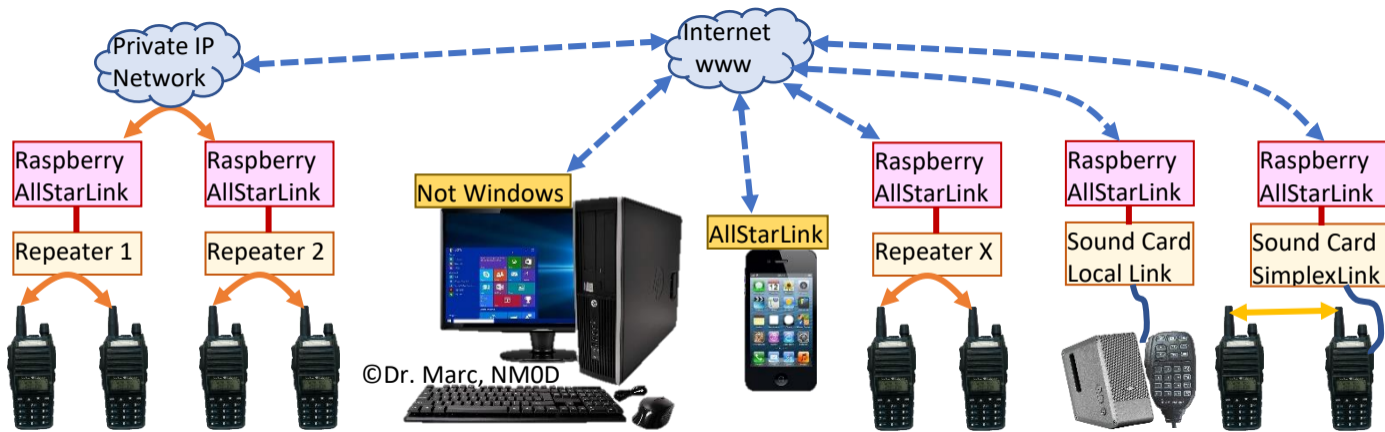 Private IP
Network
Internet
www
Raspberry
AllStarLink
Raspberry
AllStarLink
Not Windows
AllStarLink
Raspberry
AllStarLink
Raspberry
AllStarLink
Raspberry
AllStarLink
Repeater 1
Repeater 2
Repeater X
Sound Card
Local Link
Sound Card
SimplexLink
©Dr. Marc, NM0D